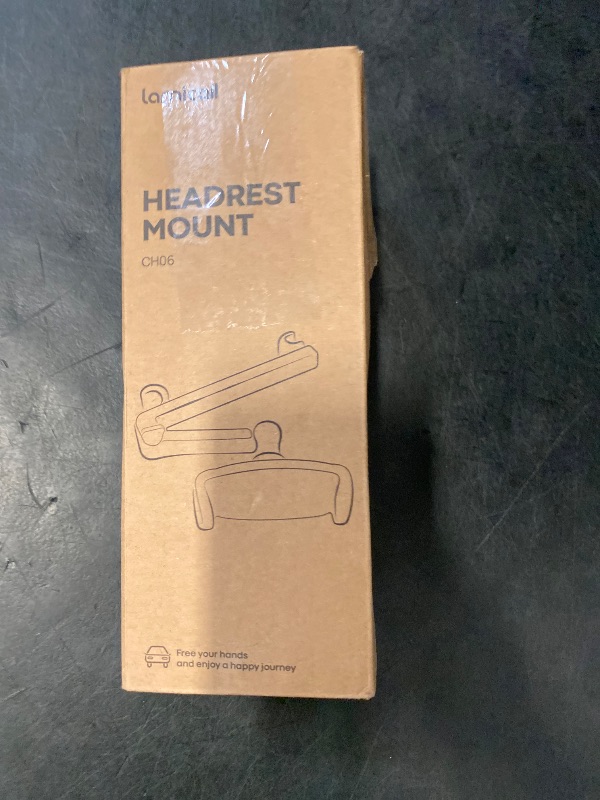 HEADREST
MOUNT
CH06
Free your hands
and enjoy a happy journey